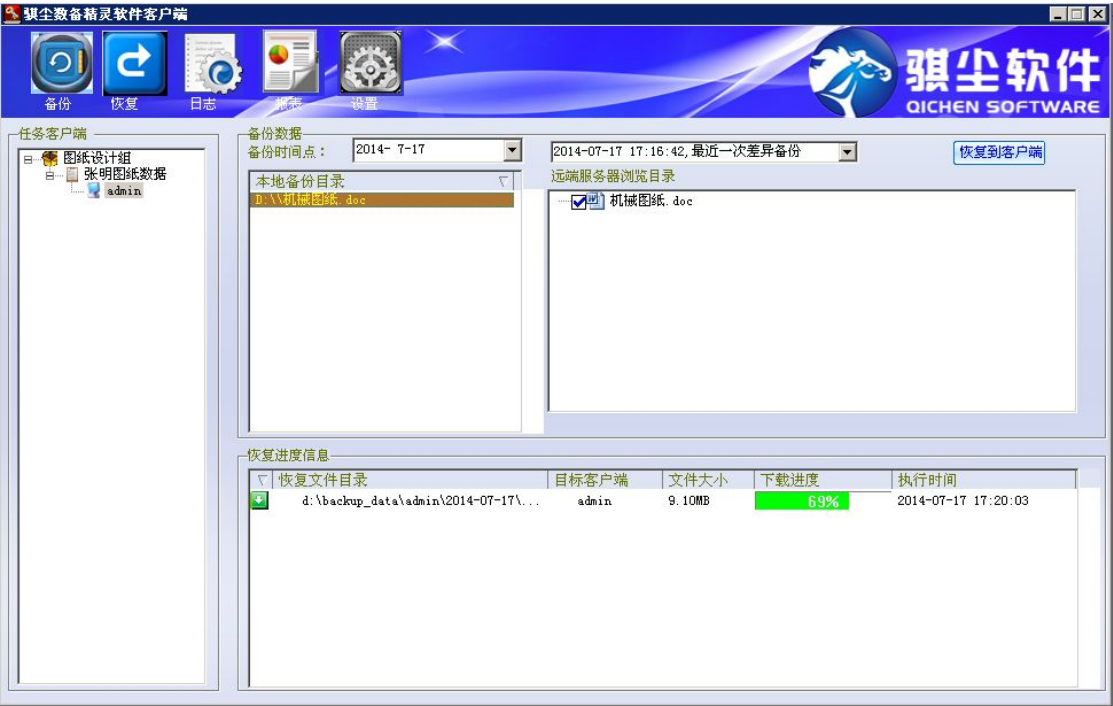 骐尘数备精灵软件客户端
备份 恢复 日志 报表 设置
骐尘软件
QICHEN SOFTWARE
任务客户端
图纸设计组
张明图纸数据
admin
备份数据
备份时间点： 2014- 7-17
2014-07-17 17:16:42,最近一次差异备份
恢复到客户端
本地备份目录
D:\\机械图纸.doc
远端服务器浏览目录
机械图纸.doc
恢复进度信息
恢复文件目录 目标客户端 文件大小 下载进度 执行时间
d:\backup_data\admin\2014-07-17\... admin 9.10MB 69% 2014-07-17 17:20:03